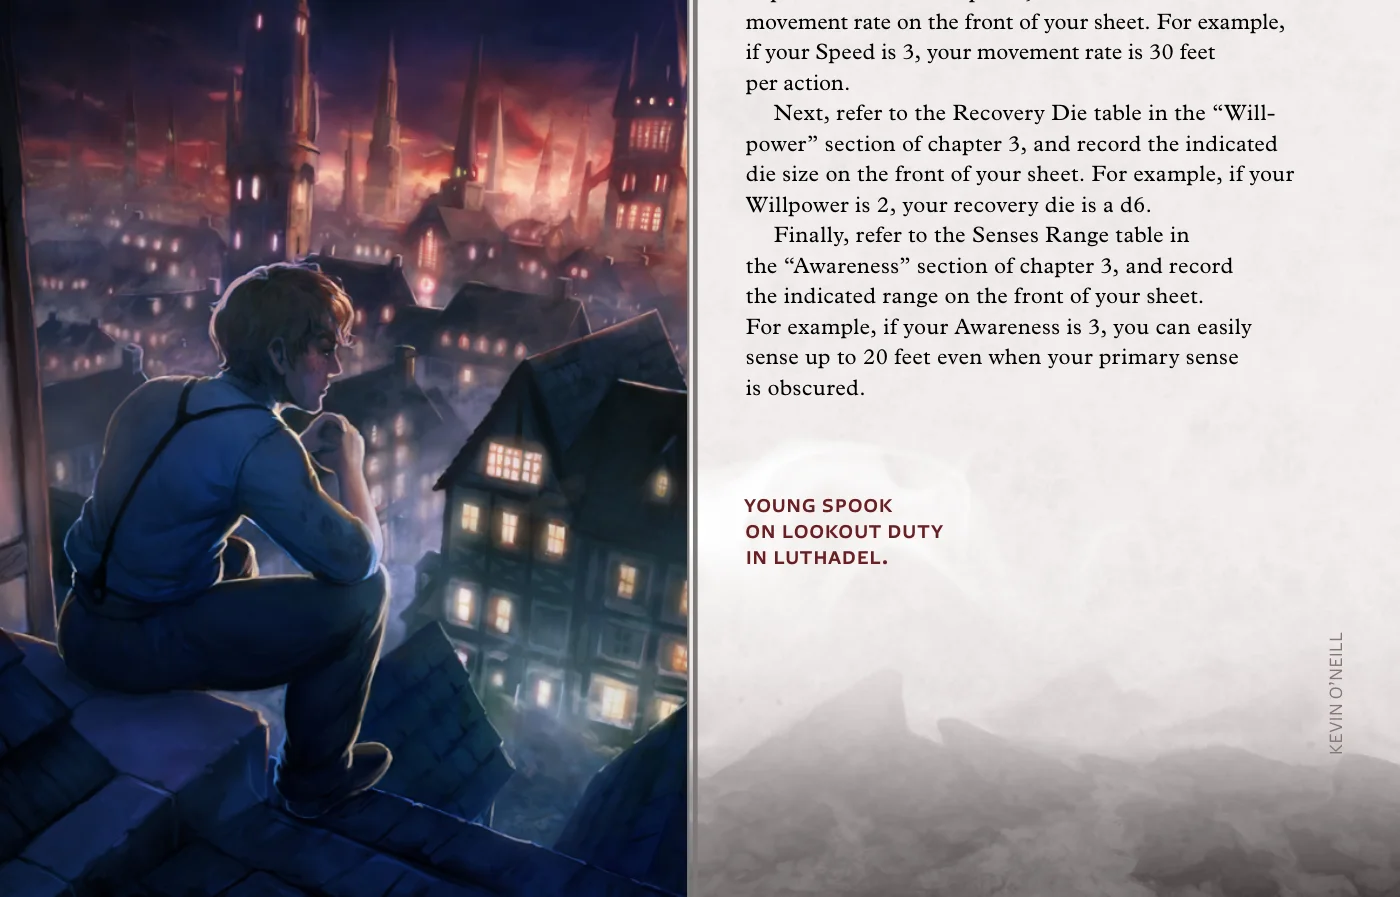 movement rate on the front of your sheet. For example,
if your Speed is 3, your movement rate is 30 feet
per action.
Next, refer to the Recovery Die table in the “Will-
power” section of chapter 3, and record the indicated
die size on the front of your sheet. For example, if your
Willpower is 2, your recovery die is a d6.
Finally, refer to the Senses Range table in
the “Awareness” section of chapter 3, and record
the indicated range on the front of your sheet.
For example, if your Awareness is 3, you can easily
sense up to 20 feet even when your primary sense
is obscured.
YOUNG SPOOK
ON LOOKOUT DUTY
IN LUTHADEL.
KEVIN O’NEILL